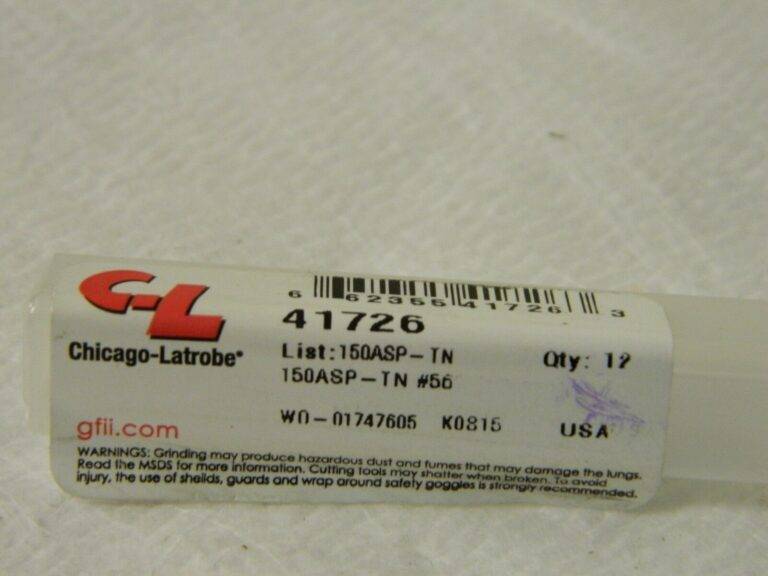 C-L
Chicago-Latrobe®
gfii.com
6 62355 41726 3
41726
List:150ASP-TN Qty: 12
150ASP-TN #56
WO-01747605 K0815 USA
WARNINGS: Grinding may produce hazardous dust and fumes that may damage the lungs.
Read the MSDS for more information. Cutting tools may shatter when broken. To avoid
injury, the use of sheilds, guards and wrap around safety goggles is strongly recommended.